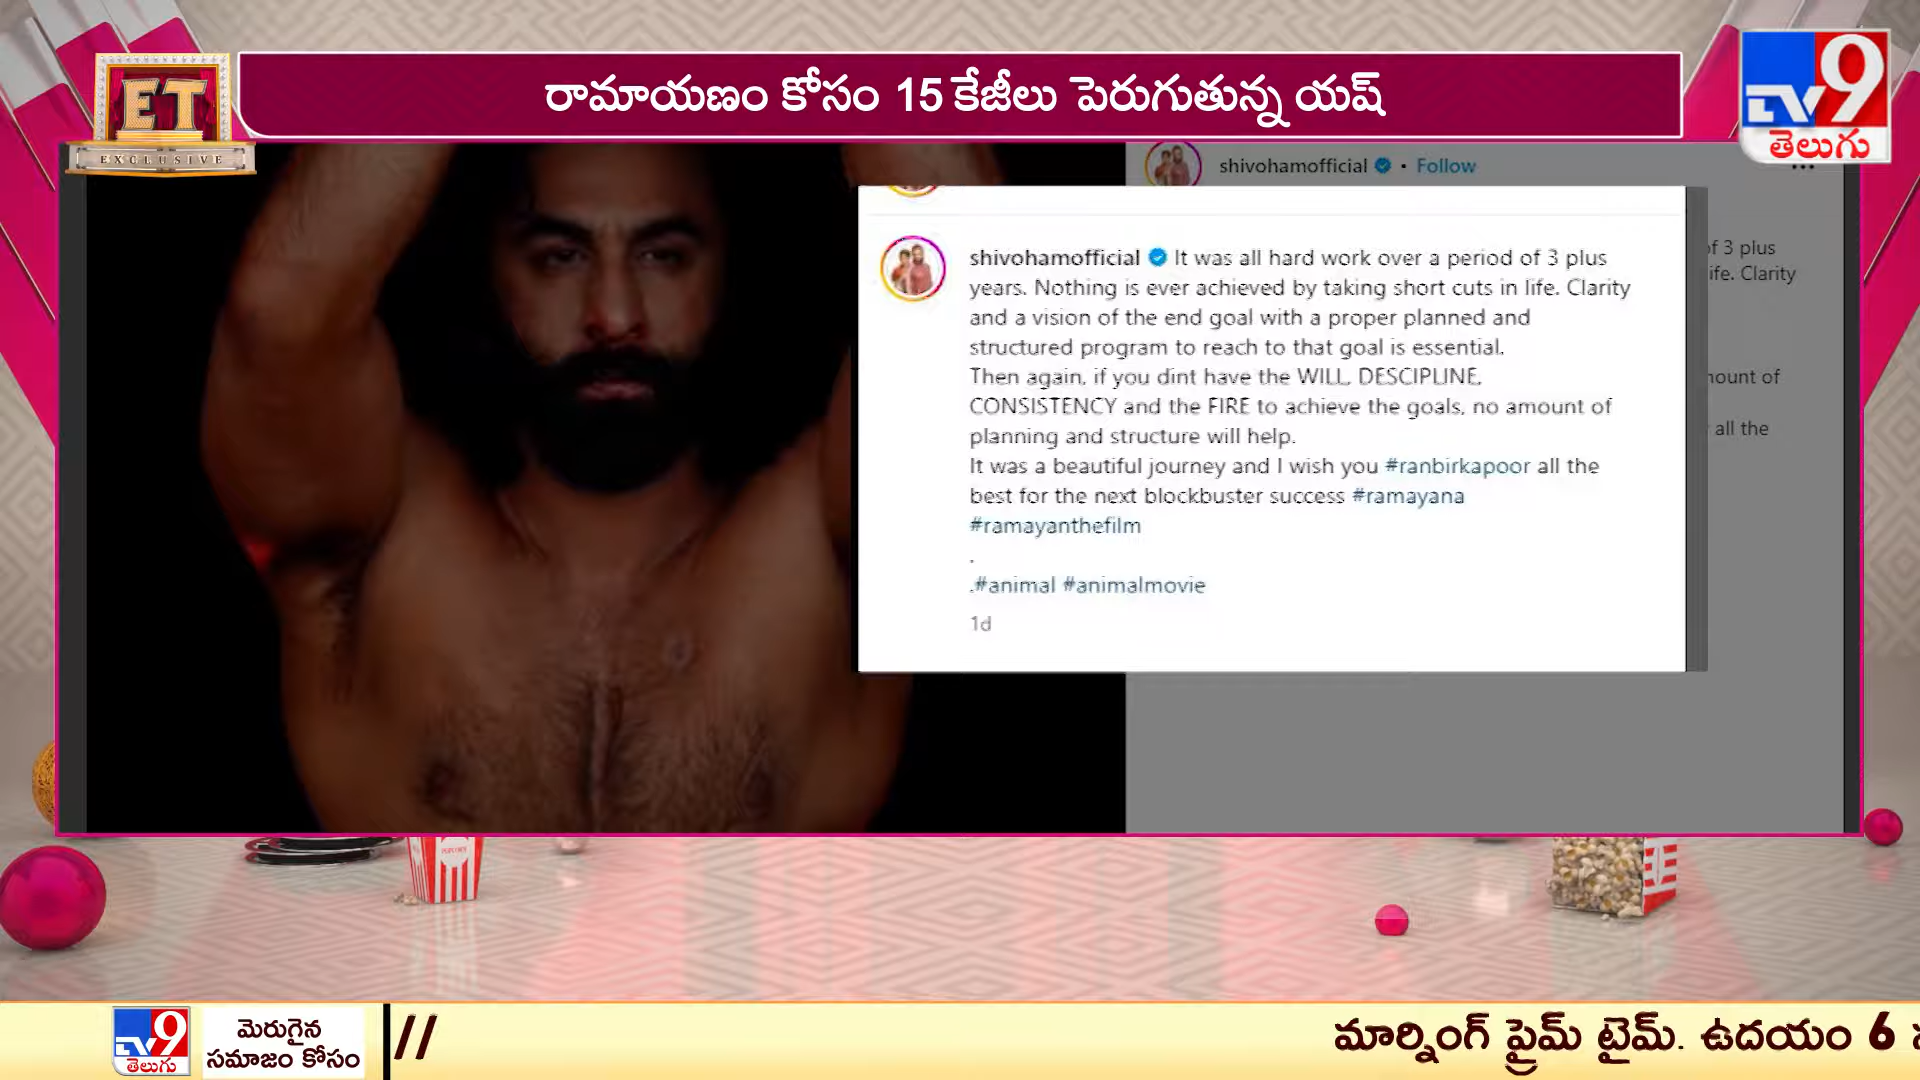 ET
EXCLUSIVE
రామాయణం కోసం 15 కేజీలు పెరుగుతున్న యష్
TV9
తెలుగు
shivohamofficial • Follow
of 3 plus
ife. Clarity
nount of
all the
shivohamofficial It was all hard work over a period of 3 plus
years. Nothing is ever achieved by taking short cuts in life. Clarity
and a vision of the end goal with a proper planned and
structured program to reach to that goal is essential.
Then again, if you dint have the WILL, DESCIPLINE,
CONSISTENCY and the FIRE to achieve the goals, no amount of
planning and structure will help.
It was a beautiful journey and I wish you #ranbirkapoor all the
best for the next blockbuster success #ramayana
#ramayanthefilm
.
.#animal #animalmovie
1d
POPCORN
TV9
తెలుగు
మెరుగైన
సమాజం కోసం
//
మార్నింగ్ ప్రైమ్ టైమ్. ఉదయం 6